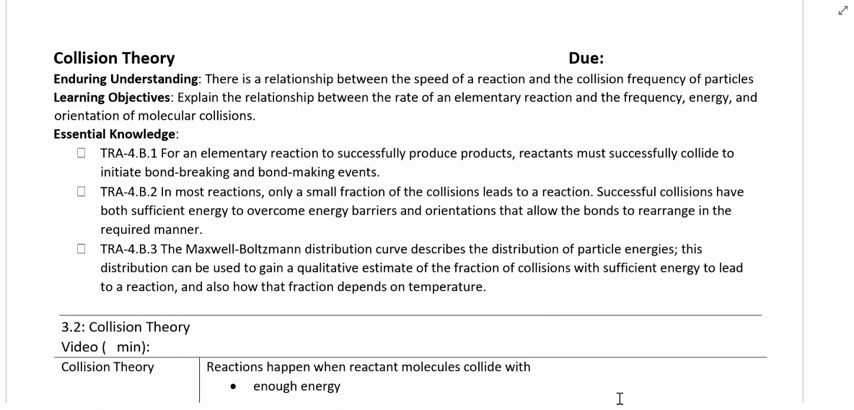 Collision Theory Due:
Enduring Understanding: There is a relationship between the speed of a reaction and the collision frequency of particles
Learning Objectives: Explain the relationship between the rate of an elementary reaction and the frequency, energy, and
orientation of molecular collisions.
Essential Knowledge:
☐ TRA-4.B.1 For an elementary reaction to successfully produce products, reactants must successfully collide to
initiate bond-breaking and bond-making events.
☐ TRA-4.B.2 In most reactions, only a small fraction of the collisions leads to a reaction. Successful collisions have
both sufficient energy to overcome energy barriers and orientations that allow the bonds to rearrange in the
required manner.
☐ TRA-4.B.3 The Maxwell-Boltzmann distribution curve describes the distribution of particle energies; this
distribution can be used to gain a qualitative estimate of the fraction of collisions with sufficient energy to lead
to a reaction, and also how that fraction depends on temperature.
3.2: Collision Theory
Video ( min):
Collision Theory Reactions happen when reactant molecules collide with
• enough energy